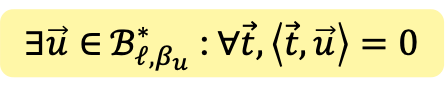 ∃u⃗ ∈ ℬ*ℓ,βᵤ : ∀t⃗, ⟨t⃗, u⃗⟩ = 0